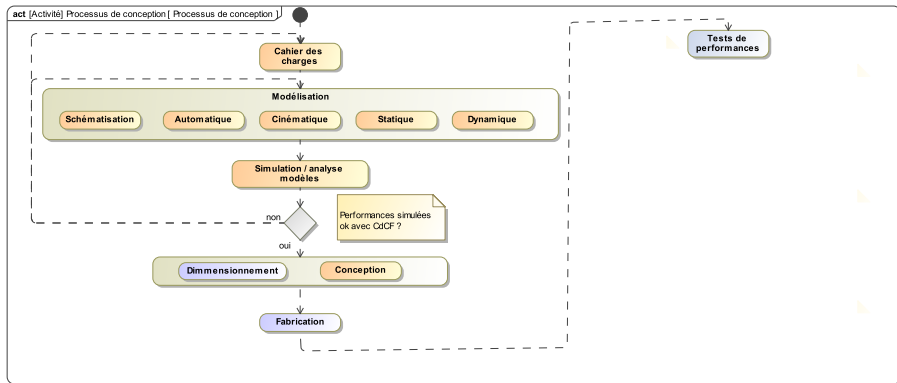 act [Activité] Processus de conception [ Processus de conception ]
Cahier des
charges
Modélisation
Schématisation
Automatique
Cinématique
Statique
Dynamique
Simulation / analyse
modèles
non
Performances simulées
ok avec CdCF ?
oui
Dimmensionnement
Conception
Fabrication
Tests de
performances